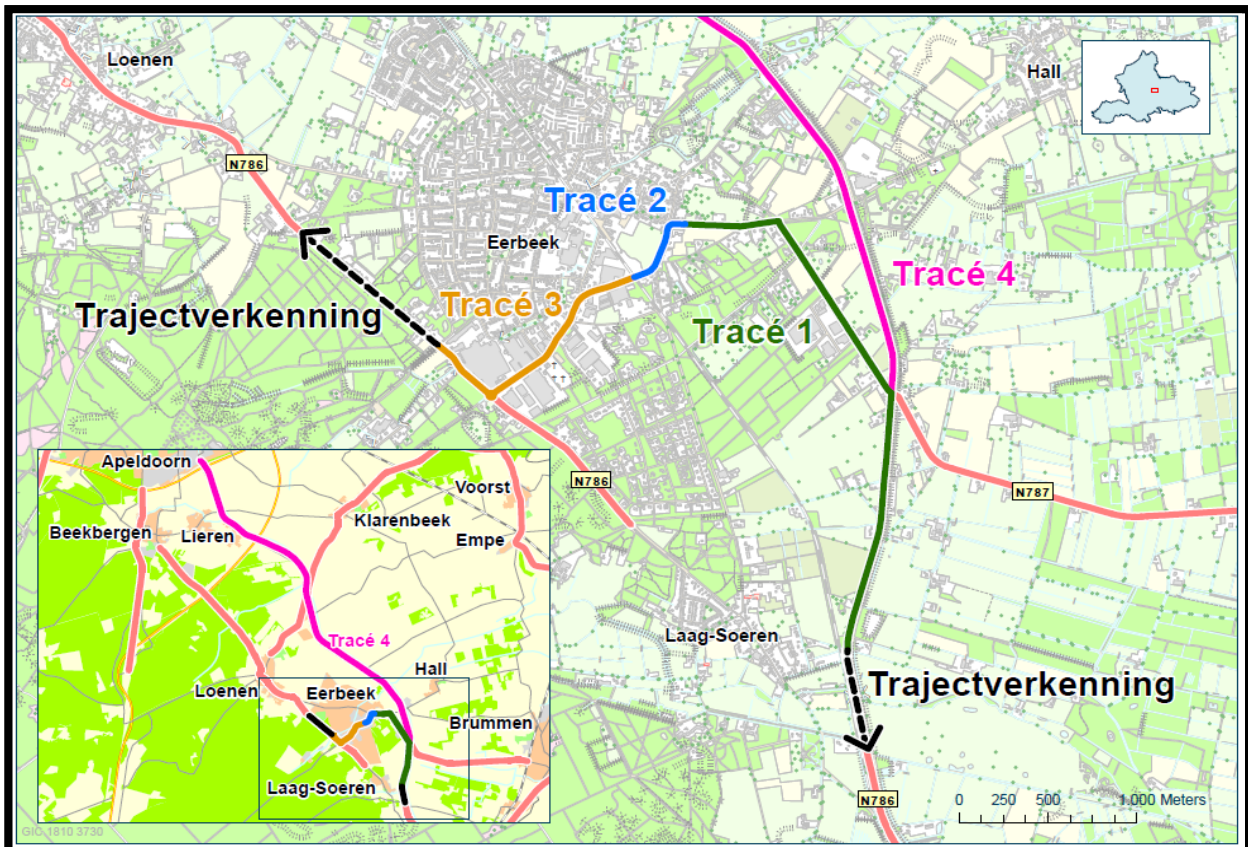 Loenen
Hall
N786
Tracé 2
Eerbeek
Tracé 4
Tracé 3
Trajectverkenning
Tracé 1
N786
N787
Laag-Soeren
Trajectverkenning
N786
0 250 500 1.000 Meters
Apeldoorn
Voorst
Beekbergen
Lieren
Klarenbeek
Empe
Tracé 4
Hall
Loenen
Eerbeek
Brummen
Laag-Soeren
GIC 1810 3730